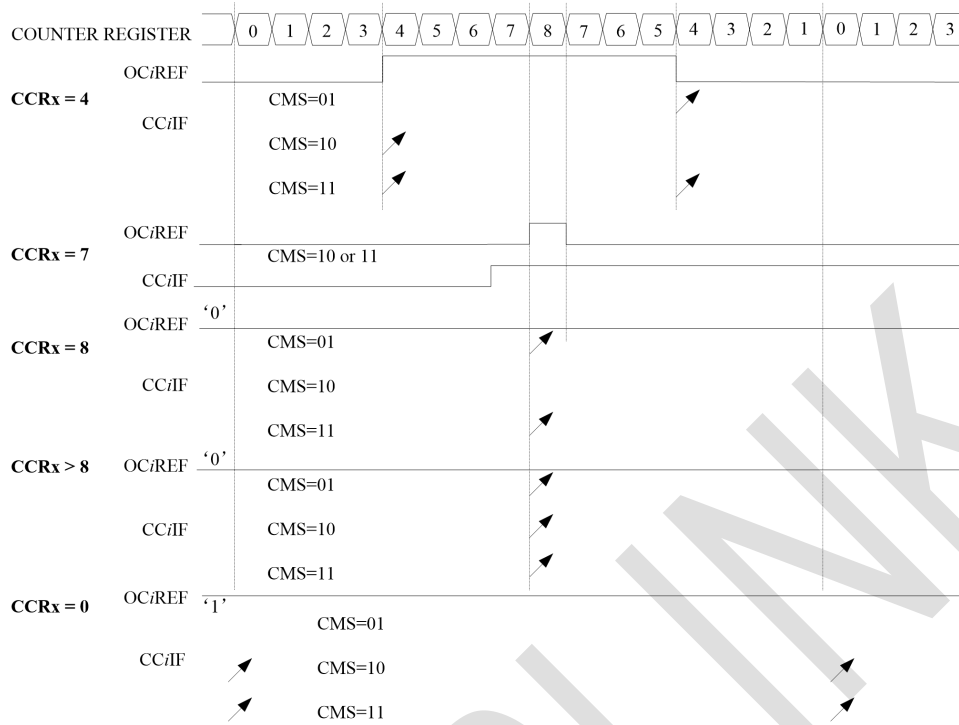 COUNTER REGISTER 0 1 2 3 4 5 6 7 8 7 6 5 4 3 2 1 0 1 2 3
OCiREF
CCRx = 4
CMS=01
CCiIF
CMS=10
CMS=11
OCiREF
CCRx = 7
CMS=10 or 11
CCiIF
OCiREF ‘0’
CCRx = 8
CMS=01
CCiIF
CMS=10
CMS=11
CCRx > 8
OCiREF ‘0’
CMS=01
CCiIF
CMS=10
CMS=11
CCRx = 0
OCiREF ‘1’
CMS=01
CCiIF
CMS=10
CMS=11